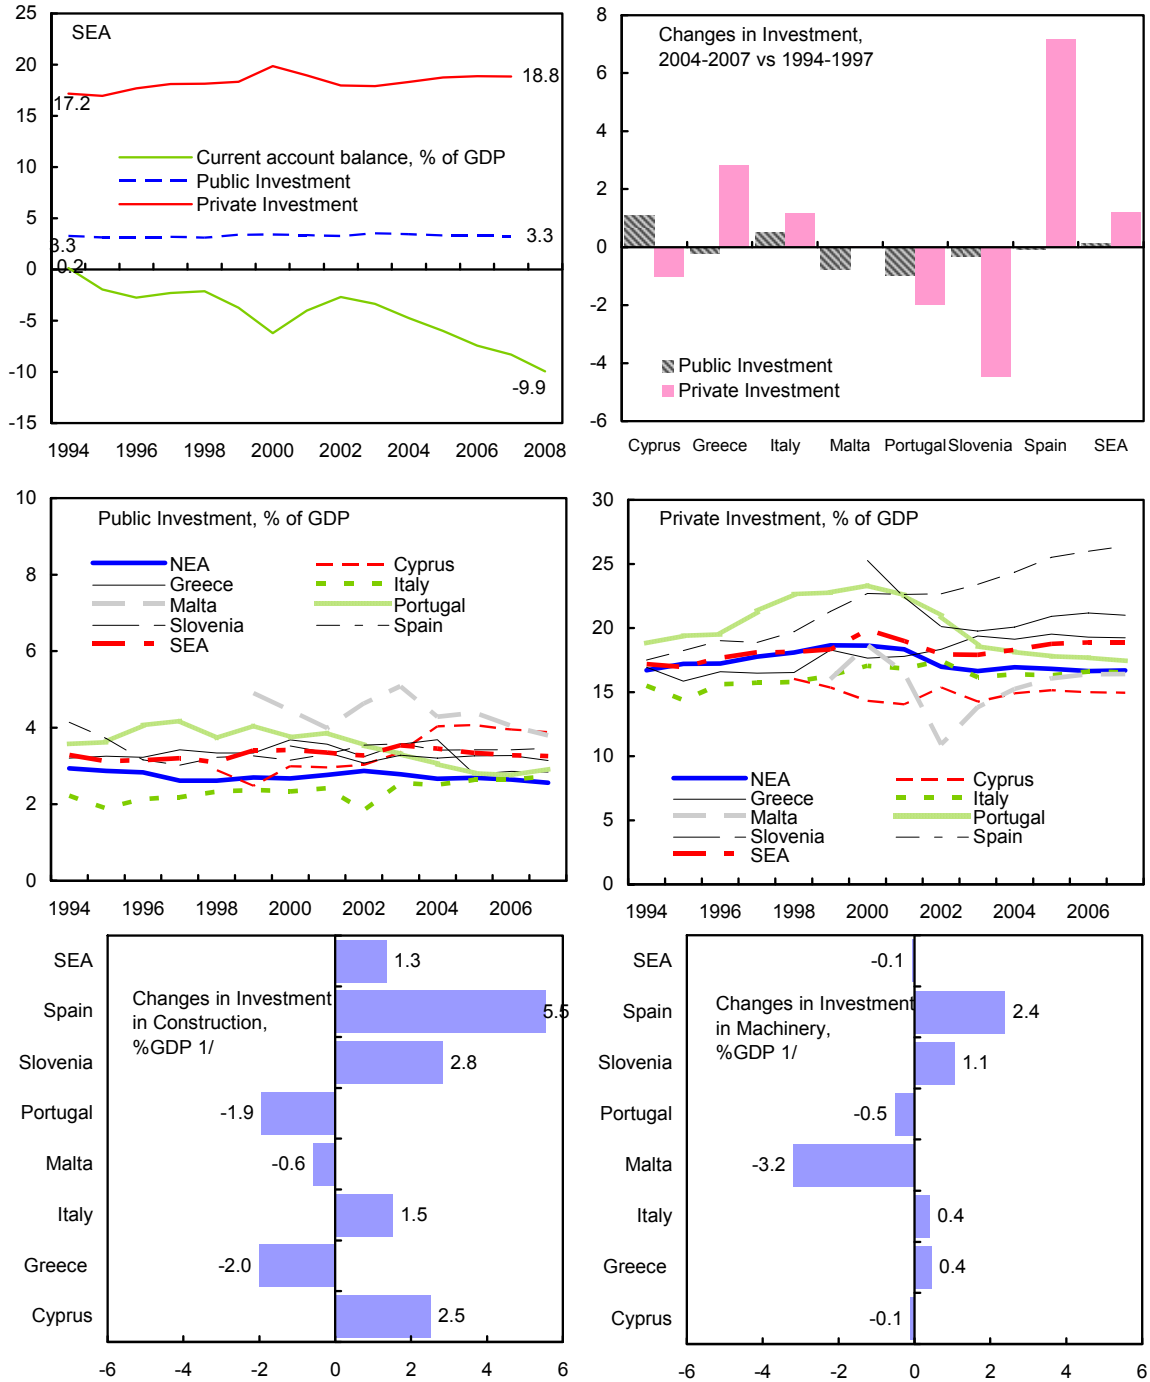 25
20
15
10
5
0
-5
-10
-15
SEA
17.2
18.8
Current account balance, % of GDP
Public Investment
Private Investment
3.3
3.3
0.2
-9.9
1994 1996 1998 2000 2002 2004 2006 2008
8
6
4
2
0
-2
-4
-6
Changes in Investment,
2004-2007 vs 1994-1997
Public Investment
Private Investment
Cyprus Greece Italy Malta Portugal Slovenia Spain SEA
10
8
6
4
2
0
Public Investment, % of GDP
NEA Cyprus
Greece Italy
Malta Portugal
Slovenia Spain
SEA
1994 1996 1998 2000 2002 2004 2006
30
25
20
15
10
5
0
Private Investment, % of GDP
NEA Cyprus
Greece Italy
Malta Portugal
Slovenia Spain
SEA
1994 1996 1998 2000 2002 2004 2006
-6 -4 -2 0 2 4 6
Changes in Investment
in Construction,
%GDP 1/
SEA 1.3
Spain 5.5
Slovenia 2.8
Portugal -1.9
Malta -0.6
Italy 1.5
Greece -2.0
Cyprus 2.5
Changes in Investment
in Machinery,
%GDP 1/
SEA -0.1
Spain 2.4
Slovenia 1.1
Portugal -0.5
Malta -3.2
Italy 0.4
Greece 0.4
Cyprus -0.1
-6 -4 -2 0 2 4 6